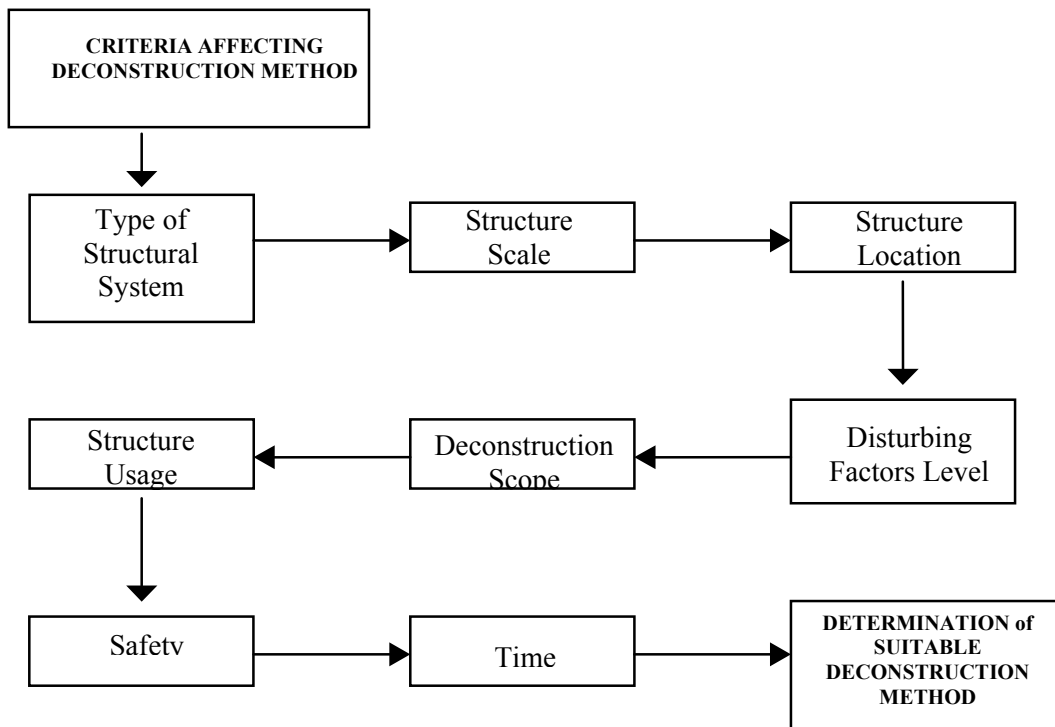 CRITERIA AFFECTING
DECONSTRUCTION METHOD
Type of
Structural
System
Structure
Scale
Structure
Location
Disturbing
Factors Level
Deconstruction
Scope
Structure
Usage
Safety
Time
DETERMINATION of
SUITABLE
DECONSTRUCTION
METHOD